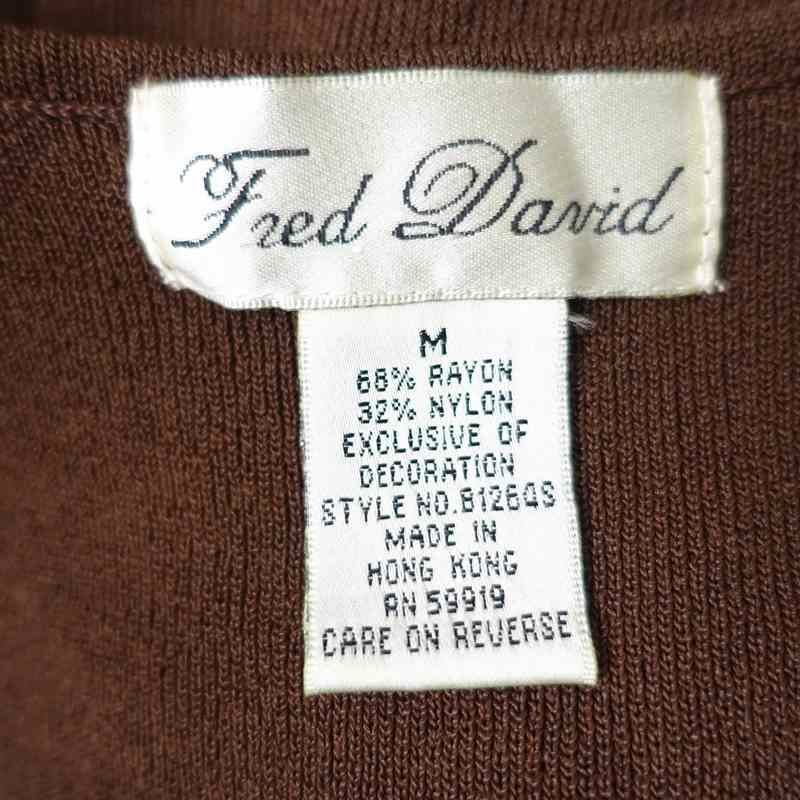 Fred David
M
68% RAYON
32% NYLON
EXCLUSIVE OF
DECORATION
STYLE NO.B126QS
MADE IN
HONG KONG
RN 59919
CARE ON REVERSE